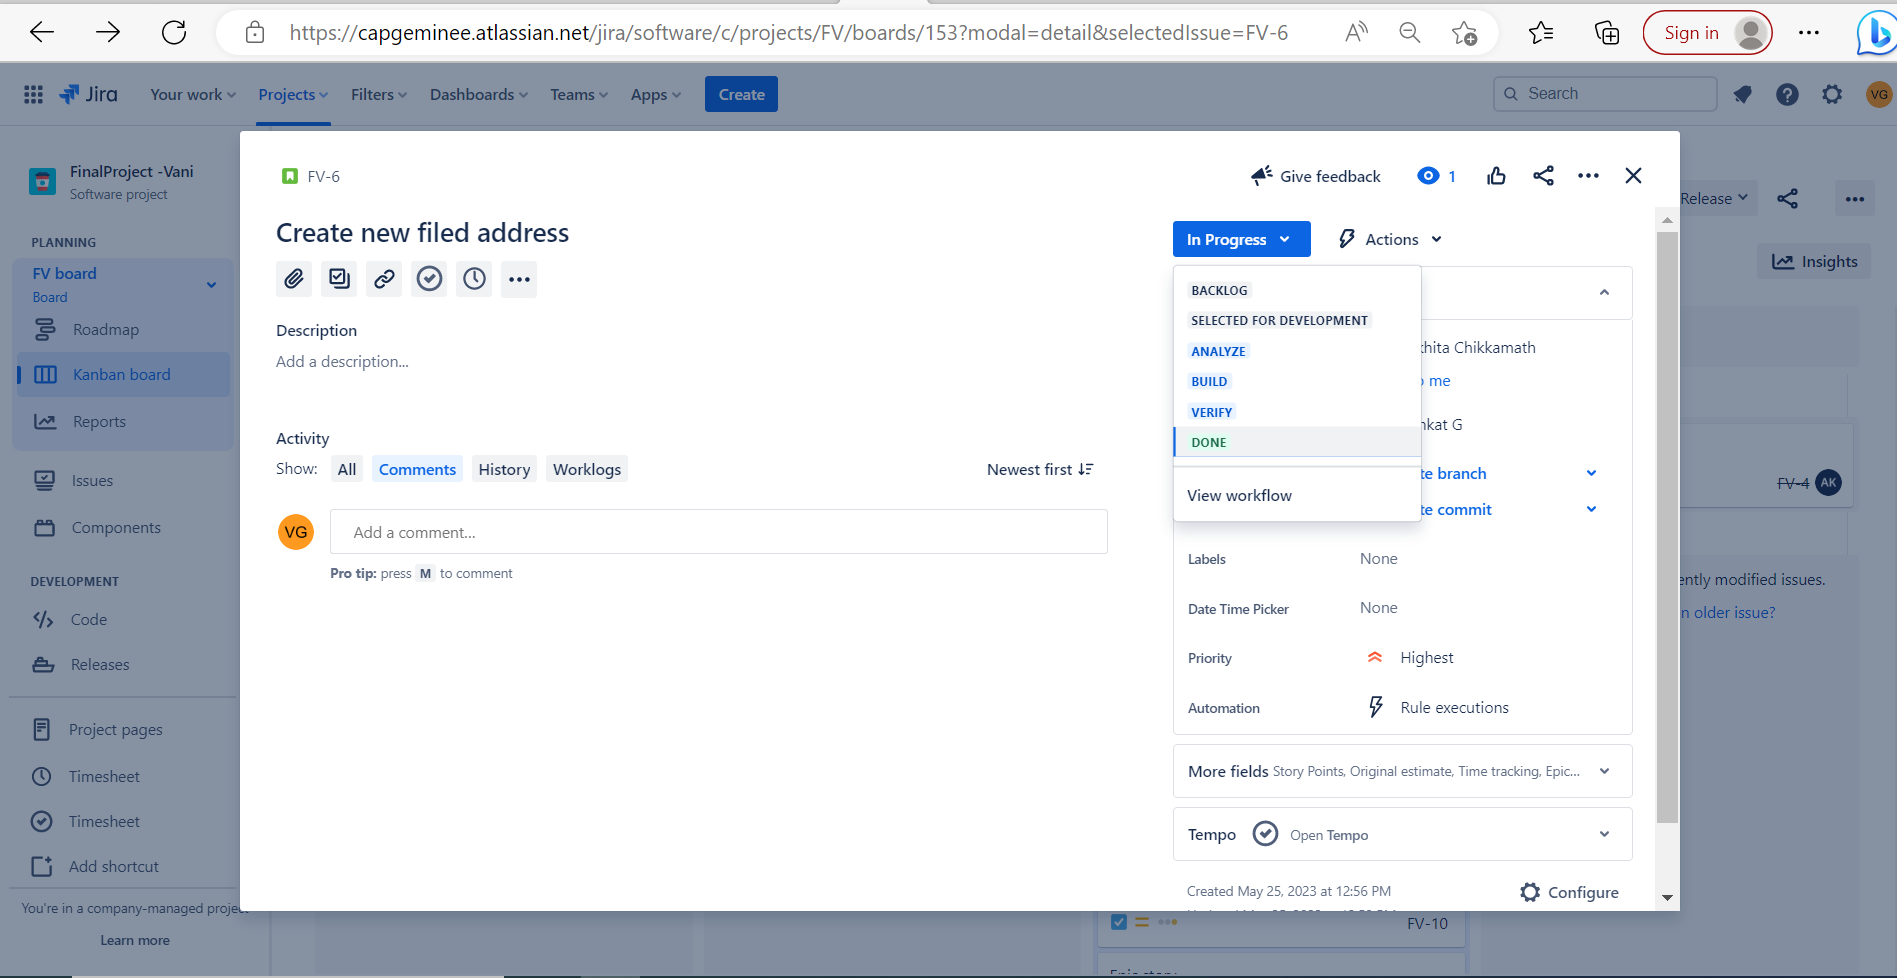 https://capgeminee.atlassian.net/jira/software/c/projects/FV/boards/153?modal=detail&selectedIssue=FV-6
Sign in
Jira
Your work
Projects
Filters
Dashboards
Teams
Apps
Create
Search
VG
FinalProject -Vani
Software project
PLANNING
FV board
Board
Roadmap
Kanban board
Reports
Issues
Components
DEVELOPMENT
Code
Releases
Project pages
Timesheet
Timesheet
Add shortcut
You're in a company-managed project
Learn more
FV-6
Give feedback
1
Create new filed address
Description
Add a description...
Activity
Show:
All
Comments
History
Worklogs
Newest first
VG
Add a comment...
Pro tip: press M to comment
In Progress
Actions
BACKLOG
SELECTED FOR DEVELOPMENT
ANALYZE
BUILD
VERIFY
DONE
View workflow
Chikkamath
me
G
branch
commit
Labels
None
Date Time Picker
None
Priority
Highest
Automation
Rule executions
More fields Story Points, Original estimate, Time tracking, Epic...
Tempo
Open Tempo
Created May 25, 2023 at 12:56 PM
Configure
Release
Insights
FV-4
AK
modified issues.
older issue?
FV-10